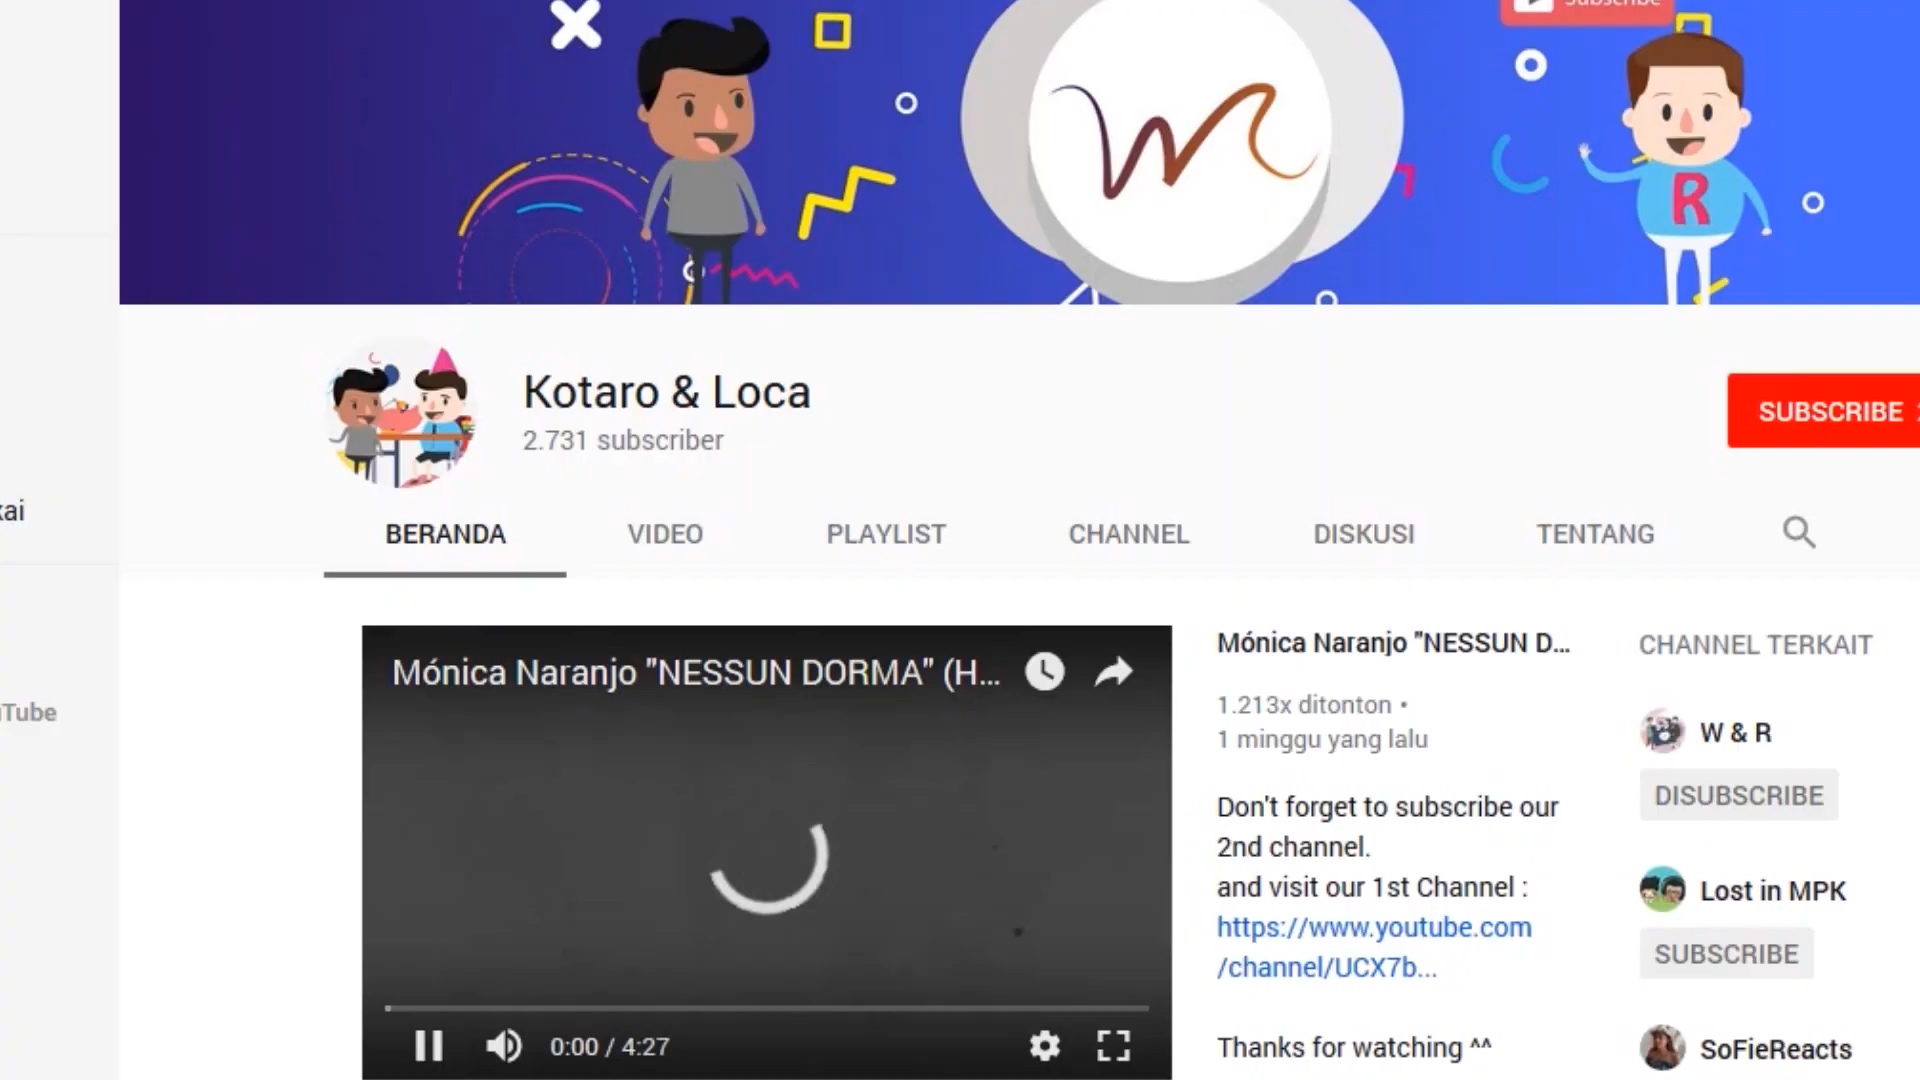 Subscribe
R
Kotaro & Loca
2.731 subscriber
SUBSCRIBE
BERANDA
VIDEO
PLAYLIST
CHANNEL
DISKUSI
TENTANG
kai
Tube
Mónica Naranjo "NESSUN DORMA" (H...
0:00 / 4:27
Mónica Naranjo "NESSUN D...
1.213x ditonton •
1 minggu yang lalu
Don't forget to subscribe our
2nd channel.
and visit our 1st Channel :
https://www.youtube.com
/channel/UCX7b...
Thanks for watching ^^
CHANNEL TERKAIT
W & R
DISUBSCRIBE
Lost in MPK
SUBSCRIBE
SoFieReacts